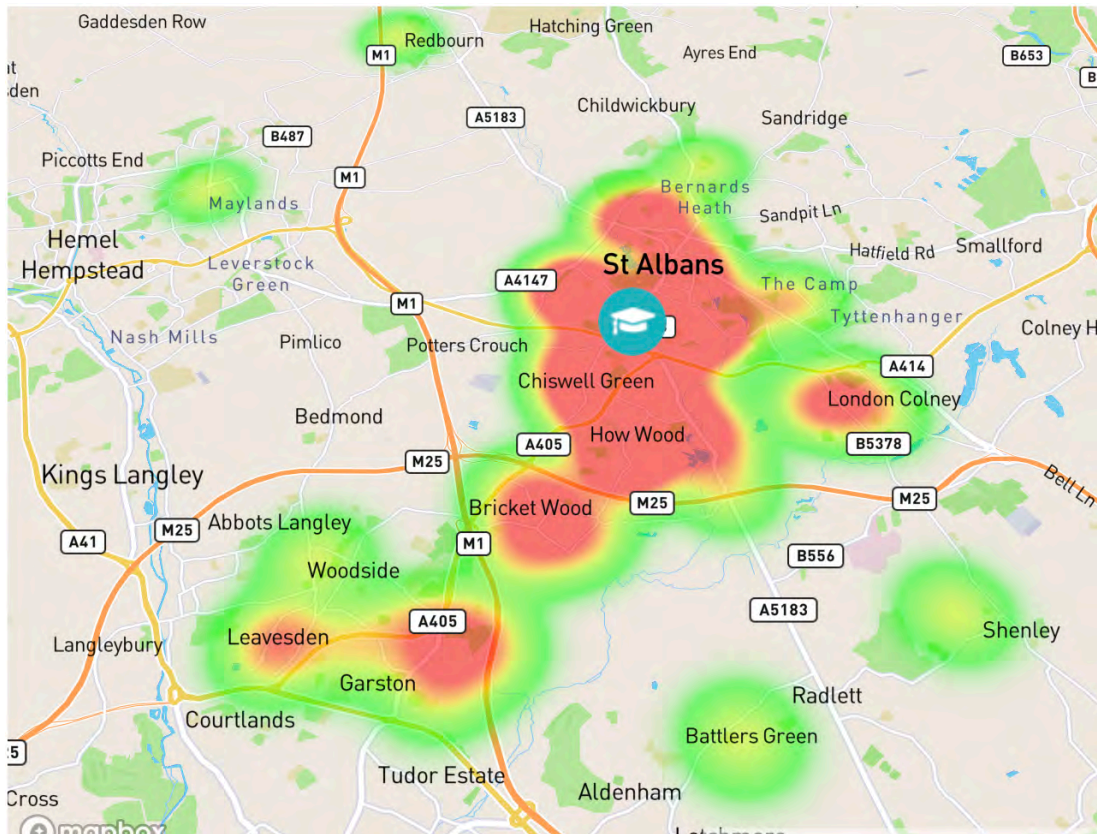 Gaddesden Row
Hatching Green
Redbourn
M1
Ayres End
B653
at
sden
Childwickbury
A5183
Sandridge
B487
Piccotts End
M1
Maylands
Bernards
Heath
Sandpit Ln
Hemel
Hempstead
Hatfield Rd
Smallford
Leverstock
Green
St Albans
A4147
The Camp
M1
Tyttenhanger
Nash Mills
Pimlico
Potters Crouch
Colney H
A414
Chiswell Green
London Colney
Bedmond
How Wood
A405
B5378
M25
Kings Langley
Bell Ln
M25
M25
Bricket Wood
Abbots Langley
M25
A41
M1
B556
Woodside
A5183
A405
Leavesden
Shenley
Langleybury
Garston
Radlett
Courtlands
Battlers Green
25
Tudor Estate
Aldenham
Cross
mapbox